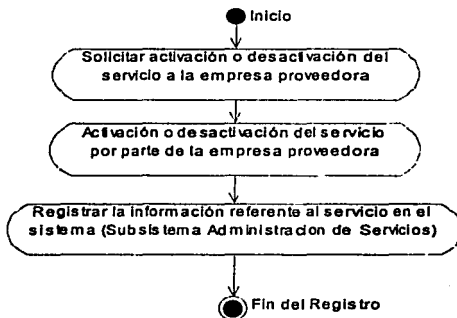 Inicio
Solicitar activación o desactivación del
servicio a la empresa proveedora
Activación o desactivación del servicio
por parte de la empresa proveedora
Registrar la información referente al servicio en el
sistema (Subsistema Administracion de Servicios)
Fin del Registro